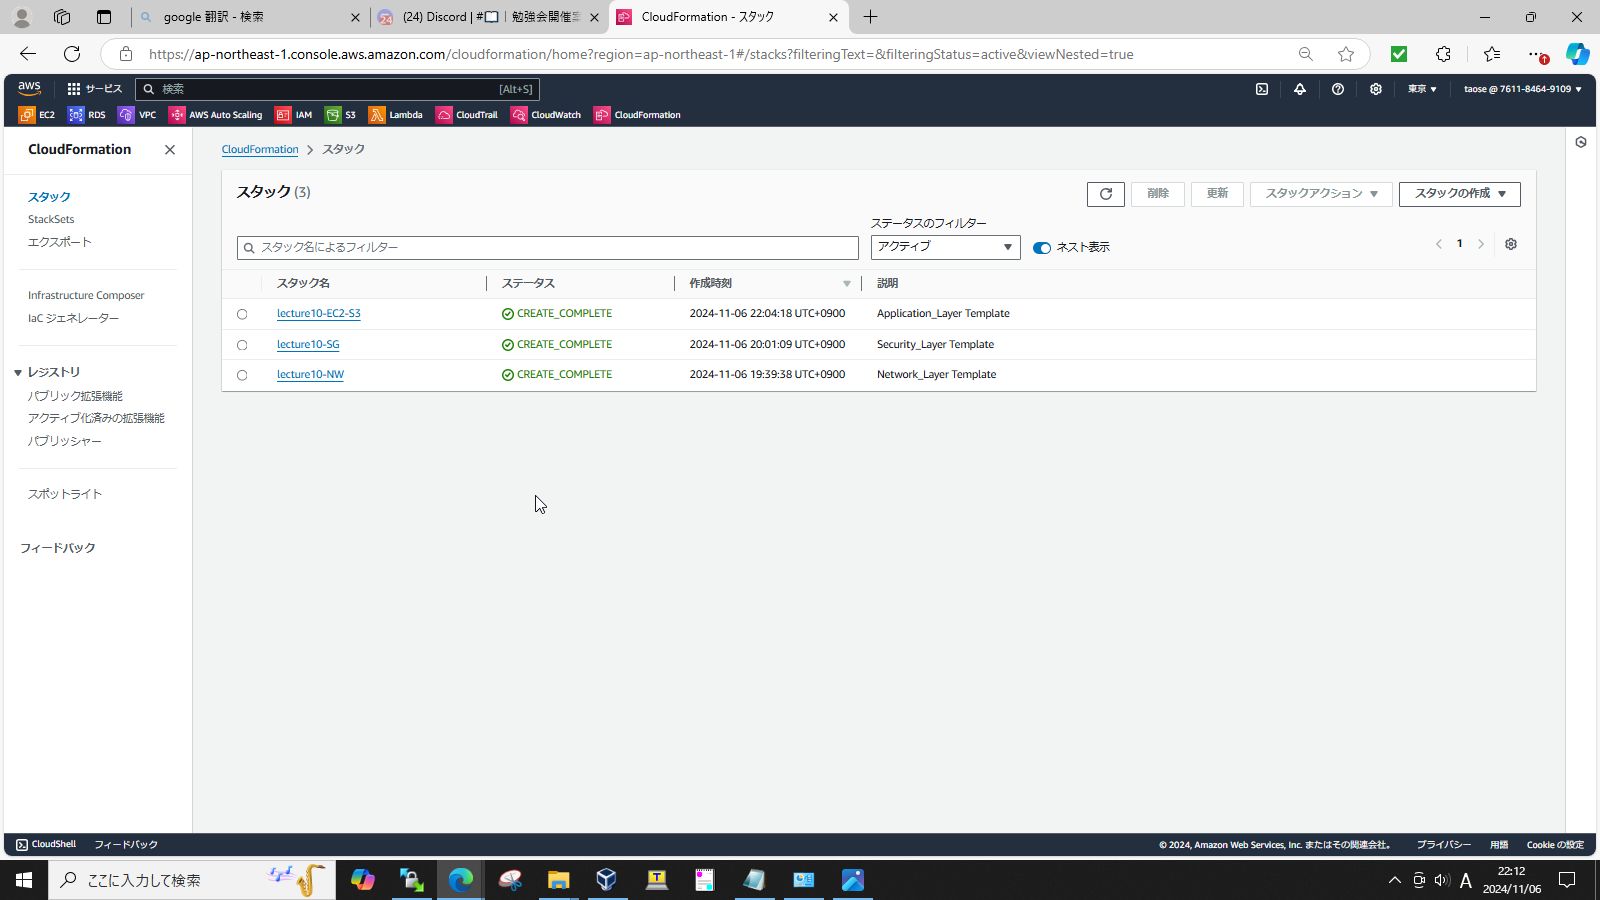 google 翻訳 - 検索
(24) Discord | #📖 | 勉強会開催案
CloudFormation - スタック
https://ap-northeast-1.console.aws.amazon.com/cloudformation/home?region=ap-northeast-1#/stacks?filteringText=&filteringStatus=active&viewNested=true
aws
サービス
検索
[Alt+S]
東京
taose @ 7611-8464-9109
EC2
RDS
VPC
AWS Auto Scaling
IAM
S3
Lambda
CloudTrail
CloudWatch
CloudFormation
CloudFormation
スタック
StackSets
エクスポート
Infrastructure Composer
IaC ジェネレーター
レジストリ
パブリック拡張機能
アクティブ化済みの拡張機能
パブリッシャー
スポットライト
フィードバック
CloudFormation > スタック
スタック (3)
削除
更新
スタックアクション
スタックの作成
スタック名によるフィルター
ステータスのフィルター
アクティブ
ネスト表示
1
スタック名 ステータス 作成時刻 説明
lecture10-EC2-S3 CREATE_COMPLETE 2024-11-06 22:04:18 UTC+0900 Application_Layer Template
lecture10-SG CREATE_COMPLETE 2024-11-06 20:01:09 UTC+0900 Security_Layer Template
lecture10-NW CREATE_COMPLETE 2024-11-06 19:39:38 UTC+0900 Network_Layer Template
CloudShell
フィードバック
© 2024, Amazon Web Services, Inc. またはその関連会社。
プライバシー
用語
Cookie の設定
ここに入力して検索
A
22:12
2024/11/06